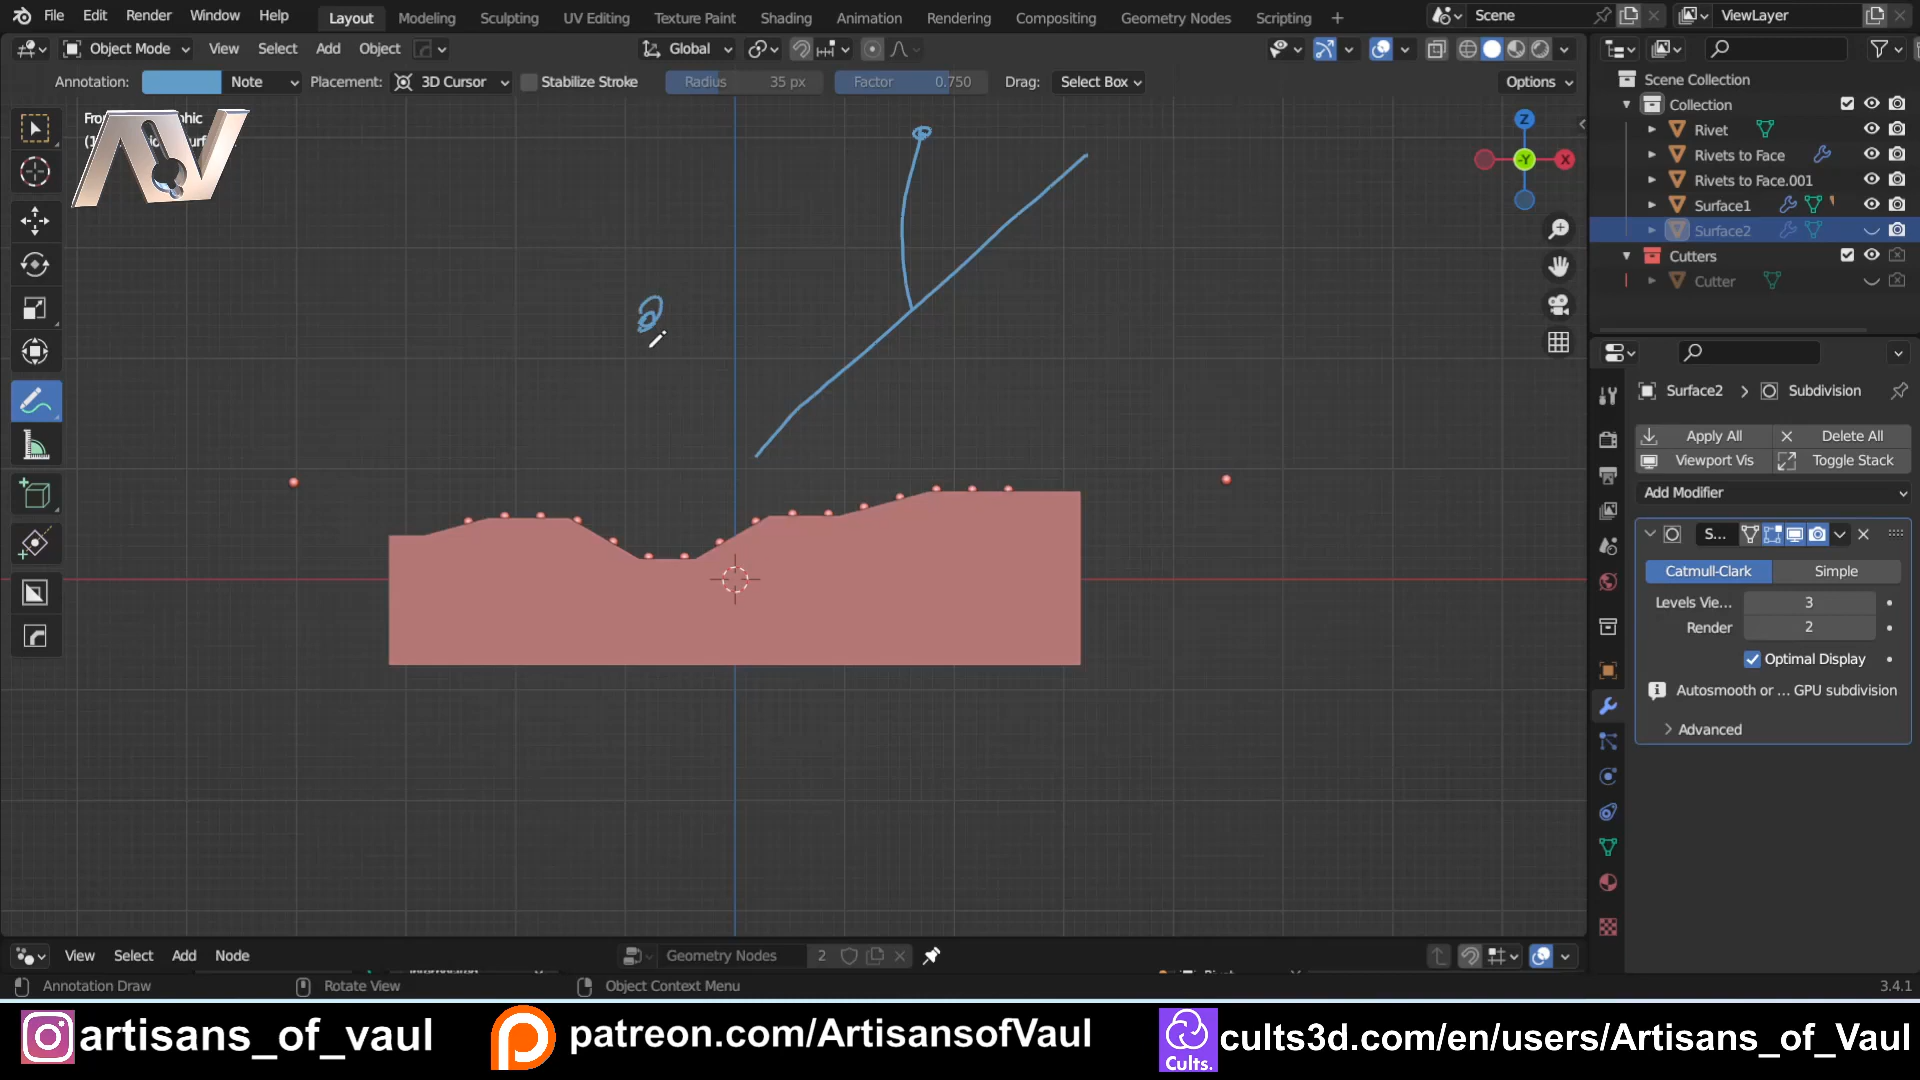 File Edit Render Window Help Layout Modeling Sculpting UV Editing Texture Paint Shading Animation Rendering Compositing Geometry Nodes Scripting + Scene ViewLayer
Object Mode View Select Add Object Global
Annotation: Note Placement: 3D Cursor Stabilize Stroke Radius 35 px Factor 0.750 Drag: Select Box Options
Scene Collection
Collection
Rivet
Rivets to Face
Rivets to Face.001
Surface1
Surface2
Cutters
Cutter
AV
Z
-Y
X
Surface2 Subdivision
Apply All Delete All
Viewport Vis Toggle Stack
Add Modifier
S...
Catmull-Clark Simple
Levels Vie... 3
Render 2
Optimal Display
Autosmooth or ... GPU subdivision
Advanced
View Select Add Node Geometry Nodes 2
Annotation Draw Rotate View Object Context Menu 3.4.1
artisans_of_vaul patreon.com/ArtisansofVaul Cults. cults3d.com/en/users/Artisans_of_Vaul